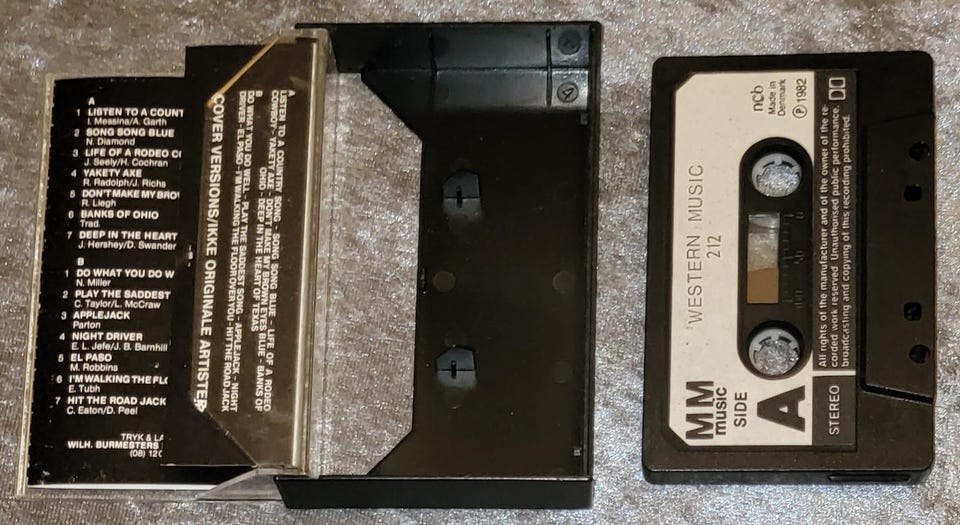 A
1 LISTEN TO A COUNT
I. Messina/A. Garth
2 SONG SONG BLUE
N. Diamond
3 LIFE OF A RODEO CO
J. Seely/H. Cochran
4 YAKETY AXE
R. Radolph/J. Richs
5 DON'T MAKE MY BROW
R. Liegh
6 BANKS OF OHIO
Trad.
7 DEEP IN THE HEART
J. Hershey/D. Swander
B
1 DO WHAT YOU DO W
N. Miller
2 PLAY THE SADDEST
C. Taylor/L. McCraw
3 APPLEJACK
Parton
4 NIGHT DRIVER
E. L. Jefe/J. B. Barnhill
5 EL PASO
M. Robbins
6 I'M WALKING THE FLO
E. Tubh
7 HIT THE ROAD JACK
C. Eaton/D. Peel
TRYK & LA
WILH. BURMESTERS
(08) 12
A
LISTEN TO A COUNTRY SONG - SONG SONG BLUE - LIFE OF A RODEO
COWBOY - YAKETY AXE - DON'T MAKE MY BROWN EYES BLUE - BANKS OF
OHIO - DEEP IN THE HEART OF TEXAS
B
DO WHAT YOU DO WELL - PLAY THE SADDEST SONG - APPLEJACK - NIGHT
DRIVER - EL PASO - I'M WALKING THE FLOOR OVER YOU - HIT THE ROAD JACK
COVER VERSIONS/IKKE ORIGINALE ARTISTER
MM
music
SIDE
A
WESTERN MUSIC
212
ncb
Made in
Denmark
Ⓟ 1982
STEREO
All rights of the manufacturer and of the owner of the re-
corded work reserved. Unauthorised public performance,
broadcasting and copying of this recording prohibited.